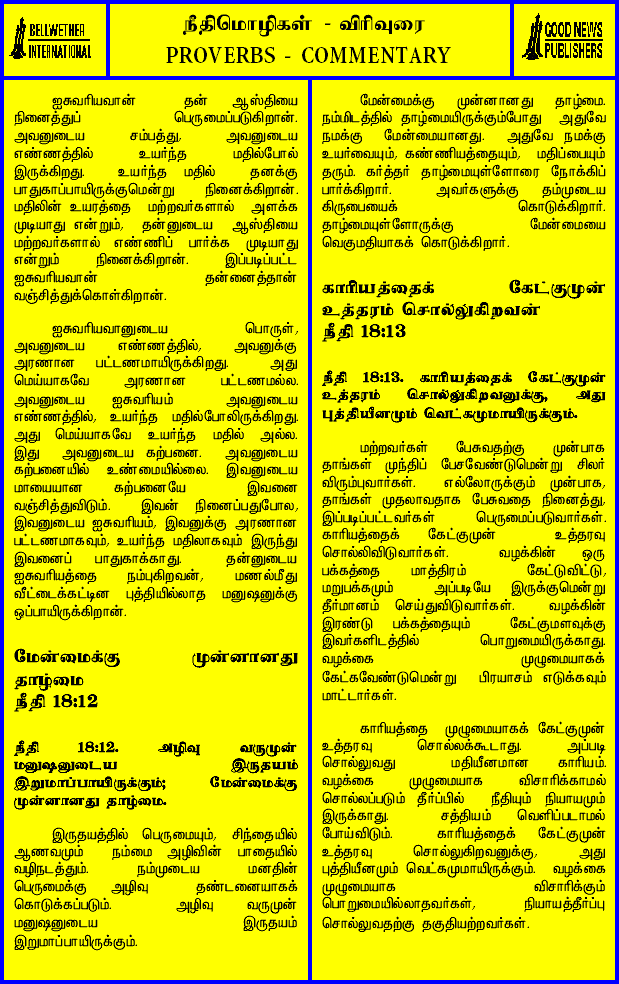 BELLWETHER
INTERNATIONAL
நீதிமொழிகள் - விரிவுரை
PROVERBS - COMMENTARY
GOOD NEWS
PUBLISHERS
ஐசுவரியவான் தன் ஆஸ்தியை
நினைத்துப் பெருமைப்படுகிறான்.
அவனுடைய சம்பத்து, அவனுடைய
எண்ணத்தில் உயர்ந்த மதில்போல்
இருக்கிறது. உயர்ந்த மதில் தனக்கு
பாதுகாப்பாயிருக்குமென்று நினைக்கிறான்.
மதிலின் உயரத்தை மற்றவர்களால் அளக்க
முடியாது என்றும், தன்னுடைய ஆஸ்தியை
மற்றவர்களால் எண்ணிப் பார்க்க முடியாது
என்றும் நினைக்கிறான். இப்படிப்பட்ட
ஐசுவரியவான் தன்னைத்தான்
வஞ்சித்துக்கொள்கிறான்.
ஐசுவரியவானுடைய பொருள்,
அவனுடைய எண்ணத்தில், அவனுக்கு
அரணான பட்டணமாயிருக்கிறது. அது
மெய்யாகவே அரணான பட்டணமல்ல.
அவனுடைய ஐசுவரியம் அவனுடைய
எண்ணத்தில், உயர்ந்த மதில்போலிருக்கிறது.
அது மெய்யாகவே உயர்ந்த மதில் அல்ல.
இது அவனுடைய கற்பனை. அவனுடைய
கற்பனையில் உண்மையில்லை. இவனுடைய
மாயையான கற்பனையே இவனை
வஞ்சித்துவிடும். இவன் நினைப்பதுபோல,
இவனுடைய ஐசுவரியம், இவனுக்கு அரணான
பட்டணமாகவும், உயர்ந்த மதிலாகவும் இருந்து
இவனைப் பாதுகாக்காது. தன்னுடைய
ஐசுவரியத்தை நம்புகிறவன், மணல்மீது
வீட்டைக்கட்டின புத்தியில்லாத மனுஷனுக்கு
ஒப்பாயிருக்கிறான்.
மேன்மைக்கு முன்னானது
தாழ்மை
நீதி 18:12
நீதி 18:12. அழிவு வருமுன்
மனுஷனுடைய இருதயம்
இறுமாப்பாயிருக்கும்; மேன்மைக்கு
முன்னானது தாழ்மை.
இருதயத்தில் பெருமையும், சிந்தையில்
ஆணவமும் நம்மை அழிவின் பாதையில்
வழிநடத்தும். நம்முடைய மனதின்
பெருமைக்கு அழிவு தண்டனையாகக்
கொடுக்கப்படும். அழிவு வருமுன்
மனுஷனுடைய இருதயம்
இறுமாப்பாயிருக்கும்.
மேன்மைக்கு முன்னானது தாழ்மை.
நம்மிடத்தில் தாழ்மையிருக்கும்போது அதுவே
நமக்கு மேன்மையானது. அதுவே நமக்கு
உயர்வையும், கண்ணியத்தையும், மதிப்பையும்
தரும். கர்த்தர் தாழ்மையுள்ளோரை நோக்கிப்
பார்க்கிறார். அவர்களுக்கு தம்முடைய
கிருபையைக் கொடுக்கிறார்.
தாழ்மையுள்ளோருக்கு மேன்மையை
வெகுமதியாகக் கொடுக்கிறார்.
காரியத்தைக் கேட்குமுன்
உத்தரம் சொல்லுகிறவன்
நீதி 18:13
நீதி 18:13. காரியத்தைக் கேட்குமுன்
உத்தரம் சொல்லுகிறவனுக்கு, அது
புத்தியீனமும் வெட்கமுமாயிருக்கும்.
மற்றவர்கள் பேசுவதற்கு முன்பாக
தாங்கள் முந்திப் பேசவேண்டுமென்று சிலர்
விரும்புவார்கள். எல்லோருக்கும் முன்பாக,
தாங்கள் முதலாவதாக பேசுவதை நினைத்து,
இப்படிப்பட்டவர்கள் பெருமைப்படுவார்கள்.
காரியத்தைக் கேட்குமுன் உத்தரவு
சொல்லிவிடுவார்கள். வழக்கின் ஒரு
பக்கத்தை மாத்திரம் கேட்டுவிட்டு,
மறுபக்கமும் அப்படியே இருக்குமென்று
தீர்மானம் செய்துவிடுவார்கள். வழக்கின்
இரண்டு பக்கத்தையும் கேட்குமளவுக்கு
இவர்களிடத்தில் பொறுமையிருக்காது.
வழக்கை முழுமையாகக்
கேட்கவேண்டுமென்று பிரயாசம் எடுக்கவும்
மாட்டார்கள்.
காரியத்தை முழுமையாகக் கேட்குமுன்
உத்தரவு சொல்லக்கூடாது. அப்படி
சொல்லுவது மதியீனமான காரியம்.
வழக்கை முழுமையாக விசாரிக்காமல்
சொல்லப்படும் தீர்ப்பில் நீதியும் நியாயமும்
இருக்காது. சத்தியம் வெளிப்படாமல்
போய்விடும். காரியத்தைக் கேட்குமுன்
உத்தரவு சொல்லுகிறவனுக்கு, அது
புத்தியீனமும் வெட்கமுமாயிருக்கும். வழக்கை
முழுமையாக விசாரிக்கும்
பொறுமையில்லாதவர்கள், நியாயத்தீர்ப்பு
சொல்லுவதற்கு தகுதியற்றவர்கள்.